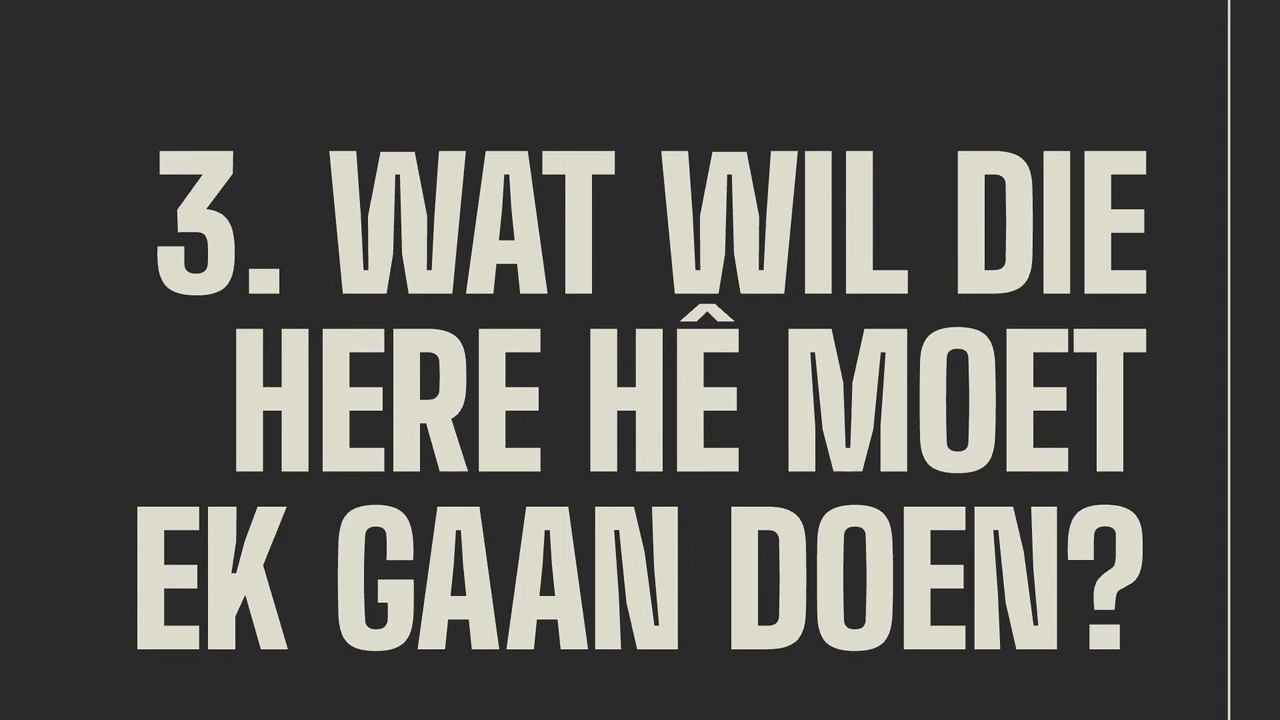 3. WAT WIL DIE
HERE HÊ MOET
EK GAAN DOEN?